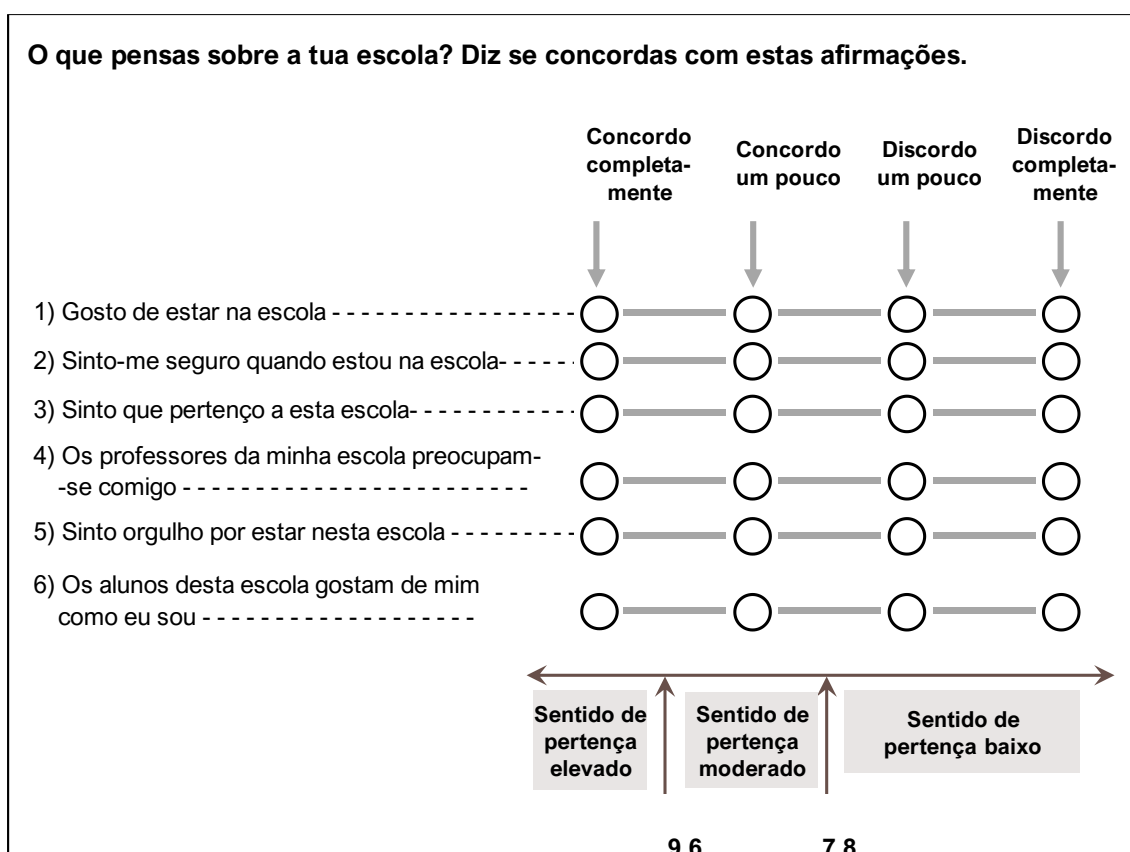 O que pensas sobre a tua escola? Diz se concordas com estas afirmações.
Concordo
completa-
mente
Concordo
um pouco
Discordo
um pouco
Discordo
completa-
mente
1) Gosto de estar na escola - - - - - - - - - - - - - - - - -
2) Sinto-me seguro quando estou na escola- - - - - -
3) Sinto que pertenço a esta escola- - - - - - - - - - -
4) Os professores da minha escola preocupam-
-se comigo - - - - - - - - - - - - - - - - - - - - - - - -
5) Sinto orgulho por estar nesta escola - - - - - - - - -
6) Os alunos desta escola gostam de mim
como eu sou - - - - - - - - - - - - - - - - - - -
Sentido de
pertença
elevado
Sentido de
pertença
moderado
Sentido de
pertença baixo
9,6 7,8